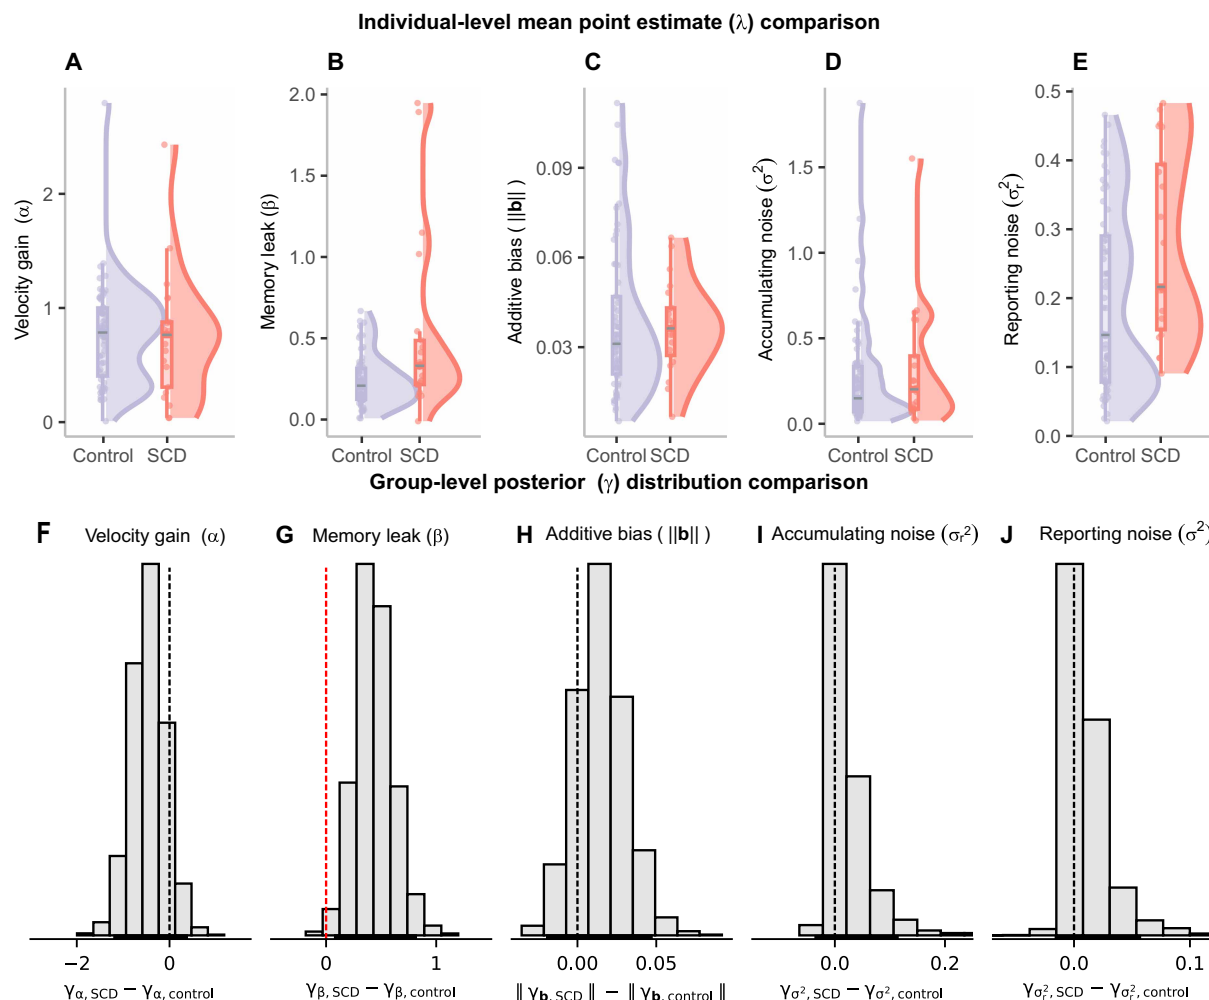 Individual-level mean point estimate (λ) comparison
A
B
C
D
E
Velocity gain (α)
2
1
0
Control SCD
Memory leak (β)
2.0
1.5
1.0
0.5
0.0
Control SCD
Additive bias ( ||b|| )
0.09
0.06
0.03
Control SCD
Accumulating noise (σ²)
1.5
1.0
0.5
0.0
Control SCD
Reporting noise (σᵣ²)
0.5
0.4
0.3
0.2
0.1
0.0
Control SCD
Group-level posterior (γ) distribution comparison
F Velocity gain (α)
G Memory leak (β)
H Additive bias ( ||b|| )
I Accumulating noise (σᵣ²)
J Reporting noise (σ²)
−2 0
0 1
0.00 0.05
0.0 0.2
0.0 0.1
γα, SCD − γα, control
γβ, SCD − γβ, control
‖ γb, SCD ‖ − ‖ γb, control ‖
γσ², SCD − γσ², control
γσᵣ², SCD − γσᵣ², control